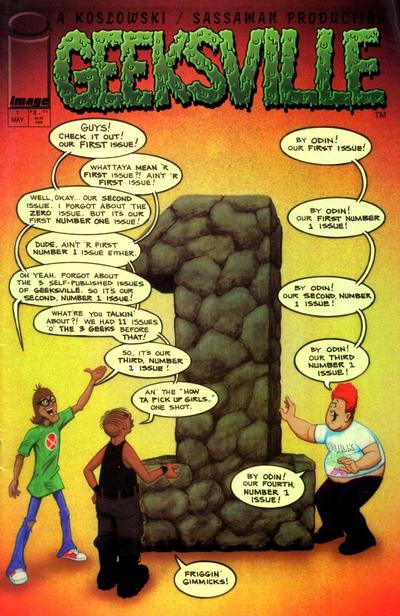 A KOSLOWSKI / SASSAMAN PRODUCTION
GEEKSVILLE
TM
image
1
MAY
GUYS!
CHECK IT OUT!
OUR FIRST ISSUE!
WHATTAYA MEAN 'R
FIRST ISSUE?! AIN'T 'R
FIRST ISSUE!
WELL, OKAY... OUR SECOND
ISSUE. I FORGOT ABOUT THE
ZERO ISSUE. BUT IT'S OUR
FIRST NUMBER ONE ISSUE!
DUDE, AIN'T 'R FIRST
NUMBER 1 ISSUE EITHER.
OH YEAH. FORGOT ABOUT
THE 3 SELF-PUBLISHED ISSUES
OF GEEKSVILLE. SO IT'S OUR
SECOND, NUMBER 1 ISSUE!
WHAT'RE YOU TALKIN'
ABOUT?! WE HAD 11 ISSUES
'O THE 3 GEEKS BEFORE
THAT!
SO, IT'S OUR
THIRD, NUMBER
1 ISSUE!
AN' THE "HOW
TA PICK UP GIRLS..."
ONE SHOT.
BY ODIN!
OUR FIRST ISSUE!
BY ODIN!
OUR FIRST NUMBER
1 ISSUE!
BY ODIN!
OUR SECOND, NUMBER
1 ISSUE!
BY ODIN!
OUR THIRD
NUMBER 1
ISSUE!
BY ODIN!
OUR FOURTH,
NUMBER 1
ISSUE!
FRIGGIN'
GIMMICKS!